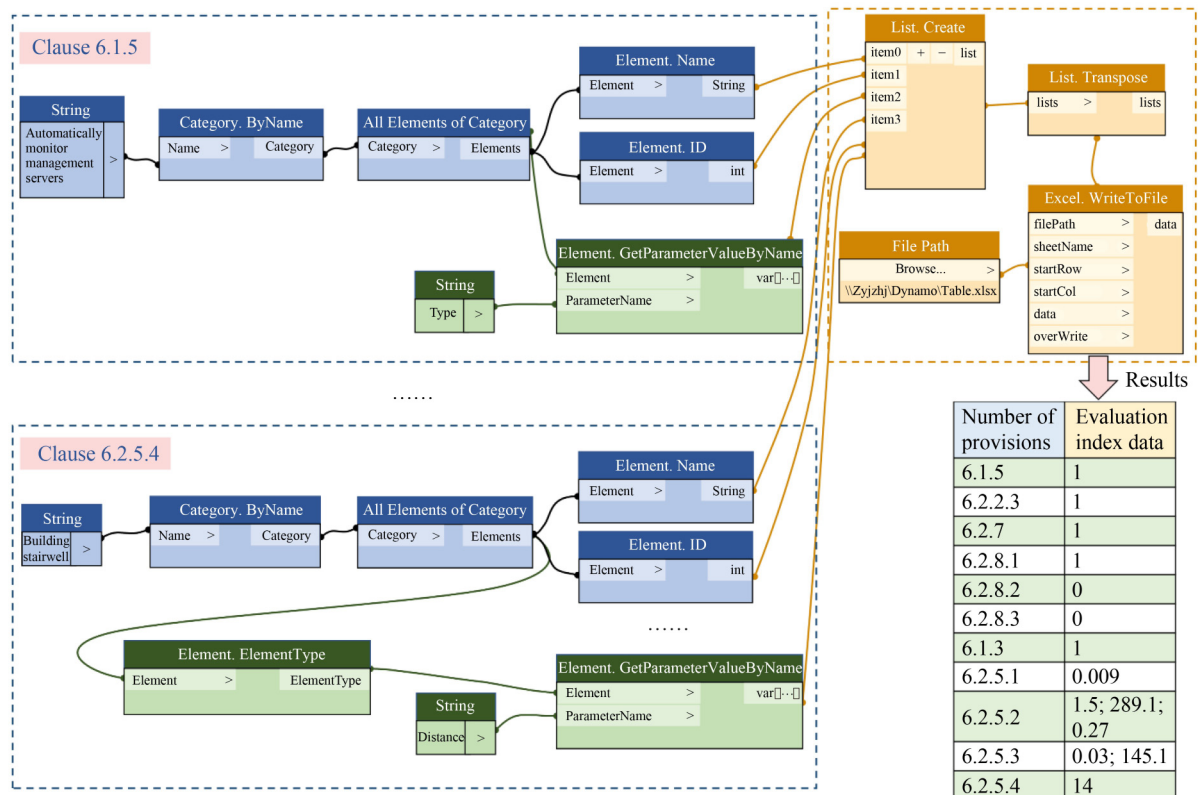 Clause 6.1.5
String
Automatically
monitor
management
servers
>
Category. ByName
Name > Category
All Elements of Category
Category > Elements
Element. Name
Element > String
Element. ID
Element > int
String
Type >
Element. GetParameterValueByName
Element > var[]...[]
ParameterName >
List. Create
item0 + − list
item1
item2
item3
List. Transpose
lists > lists
File Path
Browse... >
\\Zyjzhj\Dynamo\Table.xlsx
Excel. WriteToFile
filePath > data
sheetName >
startRow >
startCol >
data >
overWrite >
Results
......
Clause 6.2.5.4
String
Building
stairwell
>
Category. ByName
Name > Category
All Elements of Category
Category > Elements
Element. Name
Element > String
Element. ID
Element > int
......
Element. ElementType
Element > ElementType
String
Distance >
Element. GetParameterValueByName
Element > var[]...[]
ParameterName >
Number of provisions Evaluation index data
6.1.5 1
6.2.2.3 1
6.2.7 1
6.2.8.1 1
6.2.8.2 0
6.2.8.3 0
6.1.3 1
6.2.5.1 0.009
6.2.5.2 1.5; 289.1; 0.27
6.2.5.3 0.03; 145.1
6.2.5.4 14